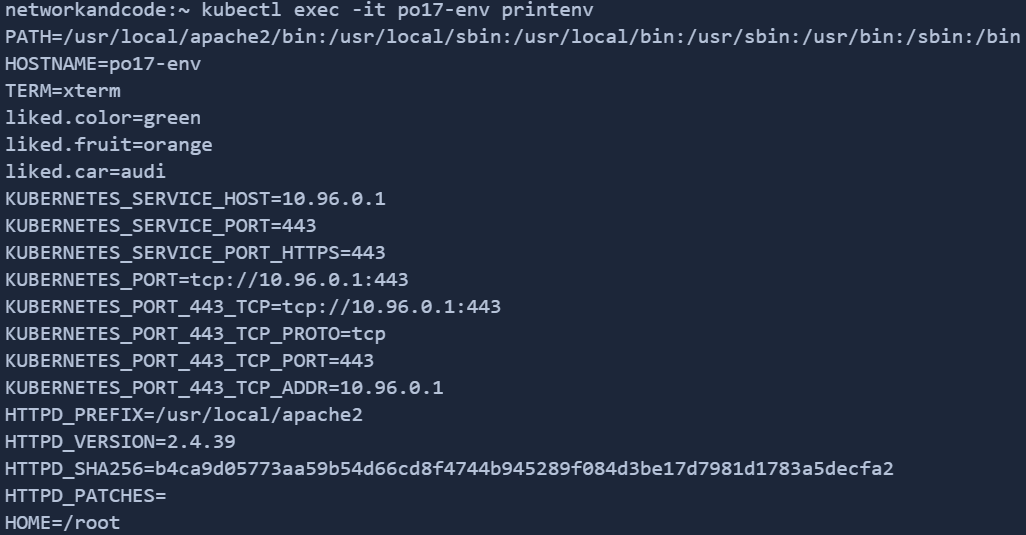 networkandcode:~ kubectl exec -it po17-env printenv
PATH=/usr/local/apache2/bin:/usr/local/sbin:/usr/local/bin:/usr/sbin:/usr/bin:/sbin:/bin
HOSTNAME=po17-env
TERM=xterm
liked.color=green
liked.fruit=orange
liked.car=audi
KUBERNETES_SERVICE_HOST=10.96.0.1
KUBERNETES_SERVICE_PORT=443
KUBERNETES_SERVICE_PORT_HTTPS=443
KUBERNETES_PORT=tcp://10.96.0.1:443
KUBERNETES_PORT_443_TCP=tcp://10.96.0.1:443
KUBERNETES_PORT_443_TCP_PROTO=tcp
KUBERNETES_PORT_443_TCP_PORT=443
KUBERNETES_PORT_443_TCP_ADDR=10.96.0.1
HTTPD_PREFIX=/usr/local/apache2
HTTPD_VERSION=2.4.39
HTTPD_SHA256=b4ca9d05773aa59b54d66cd8f4744b945289f084d3be17d7981d1783a5decfa2
HTTPD_PATCHES=
HOME=/root